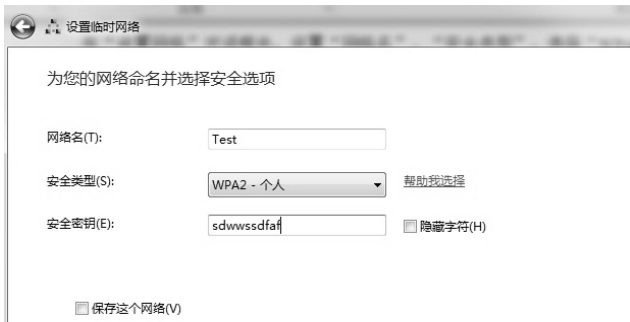 设置临时网络
为您的网络命名并选择安全选项
网络名(T):
Test
安全类型(S):
WPA2 - 个人
帮助我选择
安全密钥(E):
sdwwssdfaf
隐藏字符(H)
保存这个网络(V)